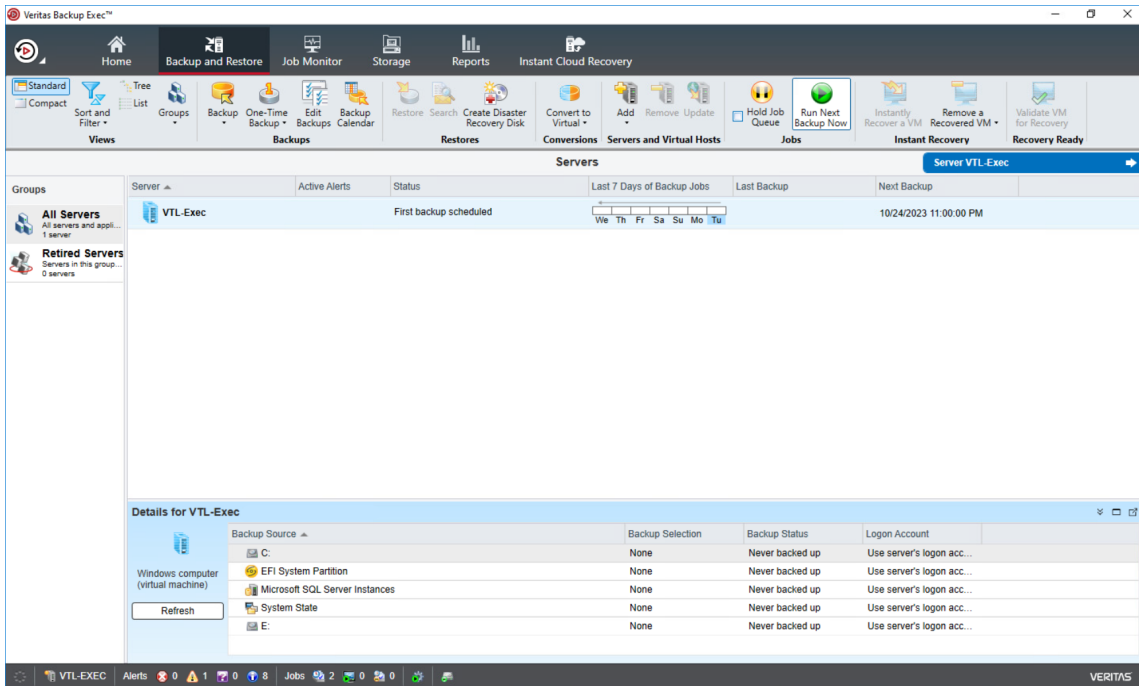 Veritas Backup Exec™
Home
Backup and Restore
Job Monitor
Storage
Reports
Instant Cloud Recovery
Standard
Compact
Sort and
Filter
Tree
List
Views
Groups
Backup
One-Time
Backup
Edit
Backups
Backup
Calendar
Backups
Restore
Search
Create Disaster
Recovery Disk
Restores
Convert to
Virtual
Conversions
Add
Remove
Update
Servers and Virtual Hosts
Hold Job
Queue
Run Next
Backup Now
Jobs
Instantly
Recover a VM
Remove a
Recovered VM
Instant Recovery
Validate VM
for Recovery
Recovery Ready
Servers
Server VTL-Exec
Groups
All Servers
All servers and appli...
1 server
Retired Servers
Servers in this group...
0 servers
Server Active Alerts Status Last 7 Days of Backup Jobs Last Backup Next Backup
VTL-Exec First backup scheduled We Th Fr Sa Su Mo Tu 10/24/2023 11:00:00 PM
Details for VTL-Exec
Windows computer
(virtual machine)
Refresh
Backup Source Backup Selection Backup Status Logon Account
C: None Never backed up Use server's logon acc...
EFI System Partition None Never backed up Use server's logon acc...
Microsoft SQL Server Instances None Never backed up Use server's logon acc...
System State None Never backed up Use server's logon acc...
E: None Never backed up Use server's logon acc...
VTL-EXEC Alerts 0 1 0 8 Jobs 2 0 0 VERITAS